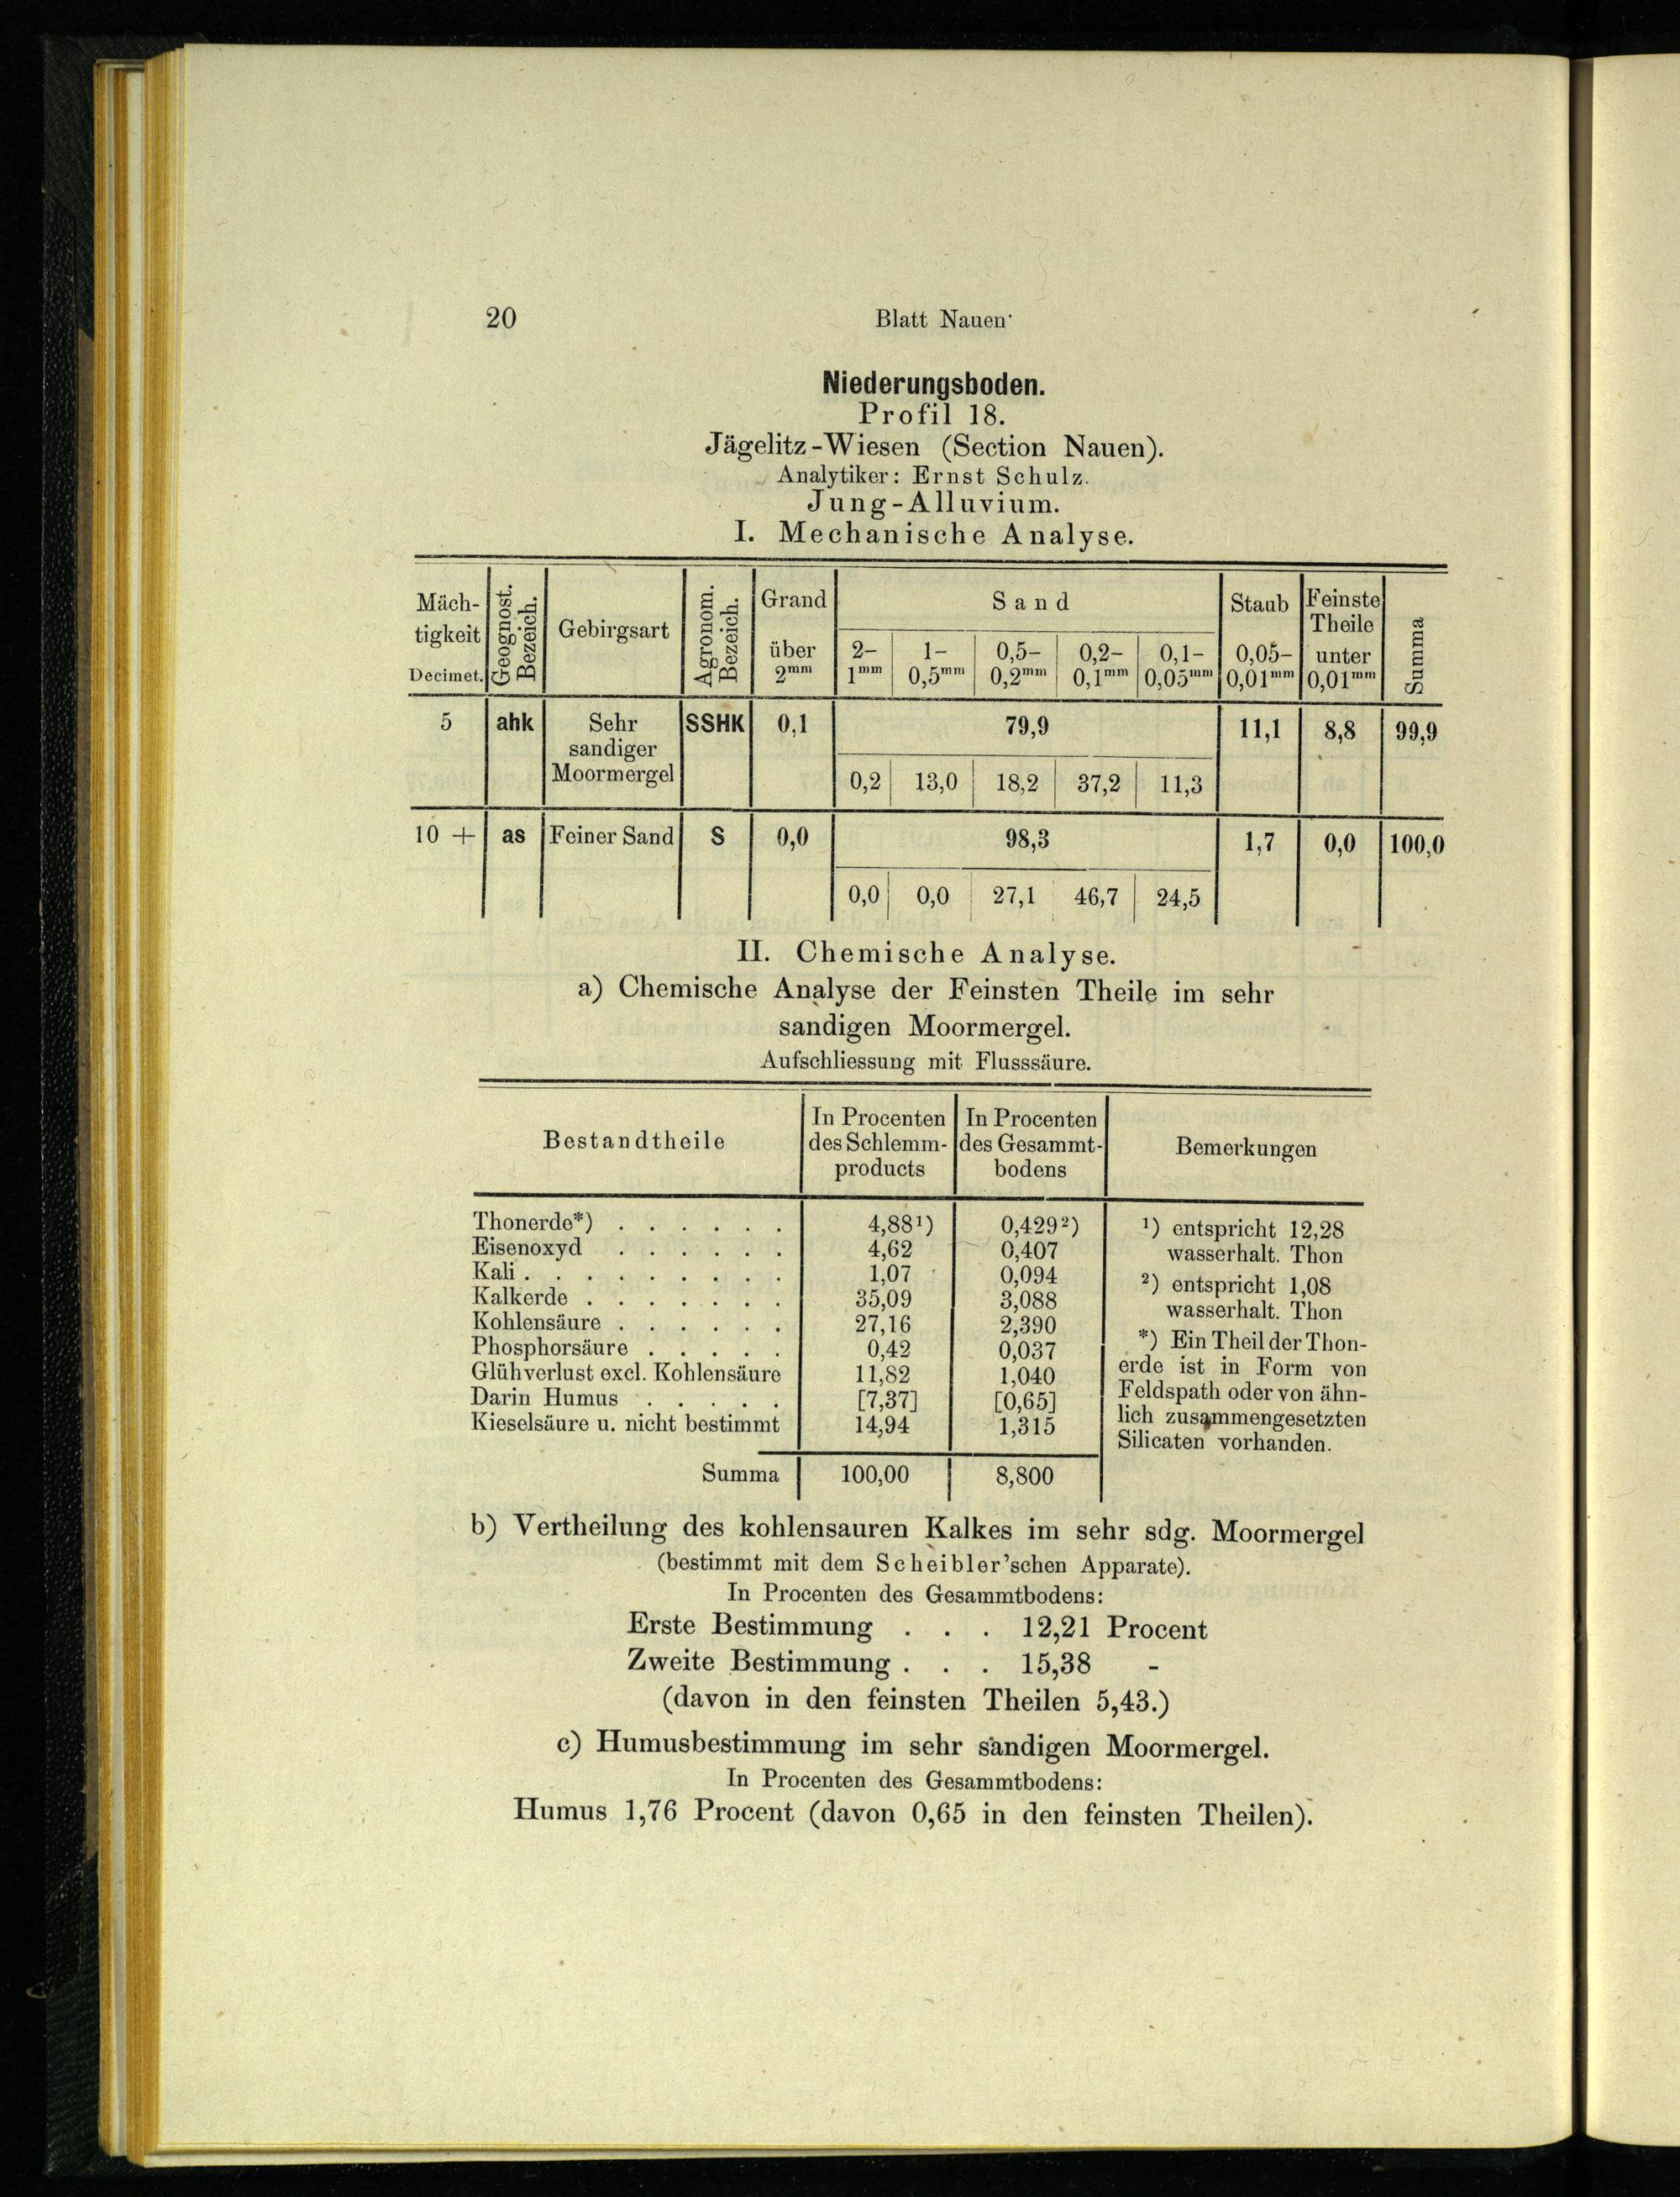 20 Blatt Nauen·
Niederungsboden.
Profil 18.
Jägelitz-Wiesen (Section Nauen).
Analytiker: Ernst Schulz.
Jung-Alluvium.
I. Mechanische Analyse.
Mäch- Geognost. Agronom. Grand Sand Staub Feinste
tigkeit Bezeich. Gebirgsart Bezeich. Theile Summa
über 2– 1– 0,5– 0,2– 0,1– 0,05– unter
Decimet. 2mm 1mm 0,5mm 0,2mm 0,1mm 0,05mm 0,01mm 0,01mm
5 ahk Sehr SSHK 0,1 79,9 11,1 8,8 99,9
sandiger
Moormergel 0,2 13,0 18,2 37,2 11,3
10 + as Feiner Sand S 0,0 98,3 1,7 0,0 100,0
0,0 0,0 27,1 46,7 24,5
II. Chemische Analyse.
a) Chemische Analyse der Feinsten Theile im sehr
sandigen Moormergel.
Aufschliessung mit Flusssäure.
In Procenten In Procenten
Bestandtheile des Schlemm- des Gesammt- Bemerkungen
products bodens
Thonerde*) . . . . . . 4,88¹) 0,429²) ¹) entspricht 12,28
Eisenoxyd . . . . . . 4,62 0,407 wasserhalt. Thon
Kali . . . . . . . . . 1,07 0,094 ²) entspricht 1,08
Kalkerde . . . . . . . 35,09 3,088 wasserhalt. Thon
Kohlensäure . . . . . . 27,16 2,390 *) Ein Theil der Thon-
Phosphorsäure . . . . . 0,42 0,037 erde ist in Form von
Glühverlust excl. Kohlensäure 11,82 1,040 Feldspath oder von ähn-
Darin Humus . . . . . [7,37] [0,65] lich zusammengesetzten
Kieselsäure u. nicht bestimmt 14,94 1,315 Silicaten vorhanden.
Summa 100,00 8,800
b) Vertheilung des kohlensauren Kalkes im sehr sdg. Moormergel
(bestimmt mit dem Scheibler'schen Apparate).
In Procenten des Gesammtbodens:
Erste Bestimmung . . . 12,21 Procent
Zweite Bestimmung . . . 15,38 -
(davon in den feinsten Theilen 5,43.)
c) Humusbestimmung im sehr sandigen Moormergel.
In Procenten des Gesammtbodens:
Humus 1,76 Procent (davon 0,65 in den feinsten Theilen).